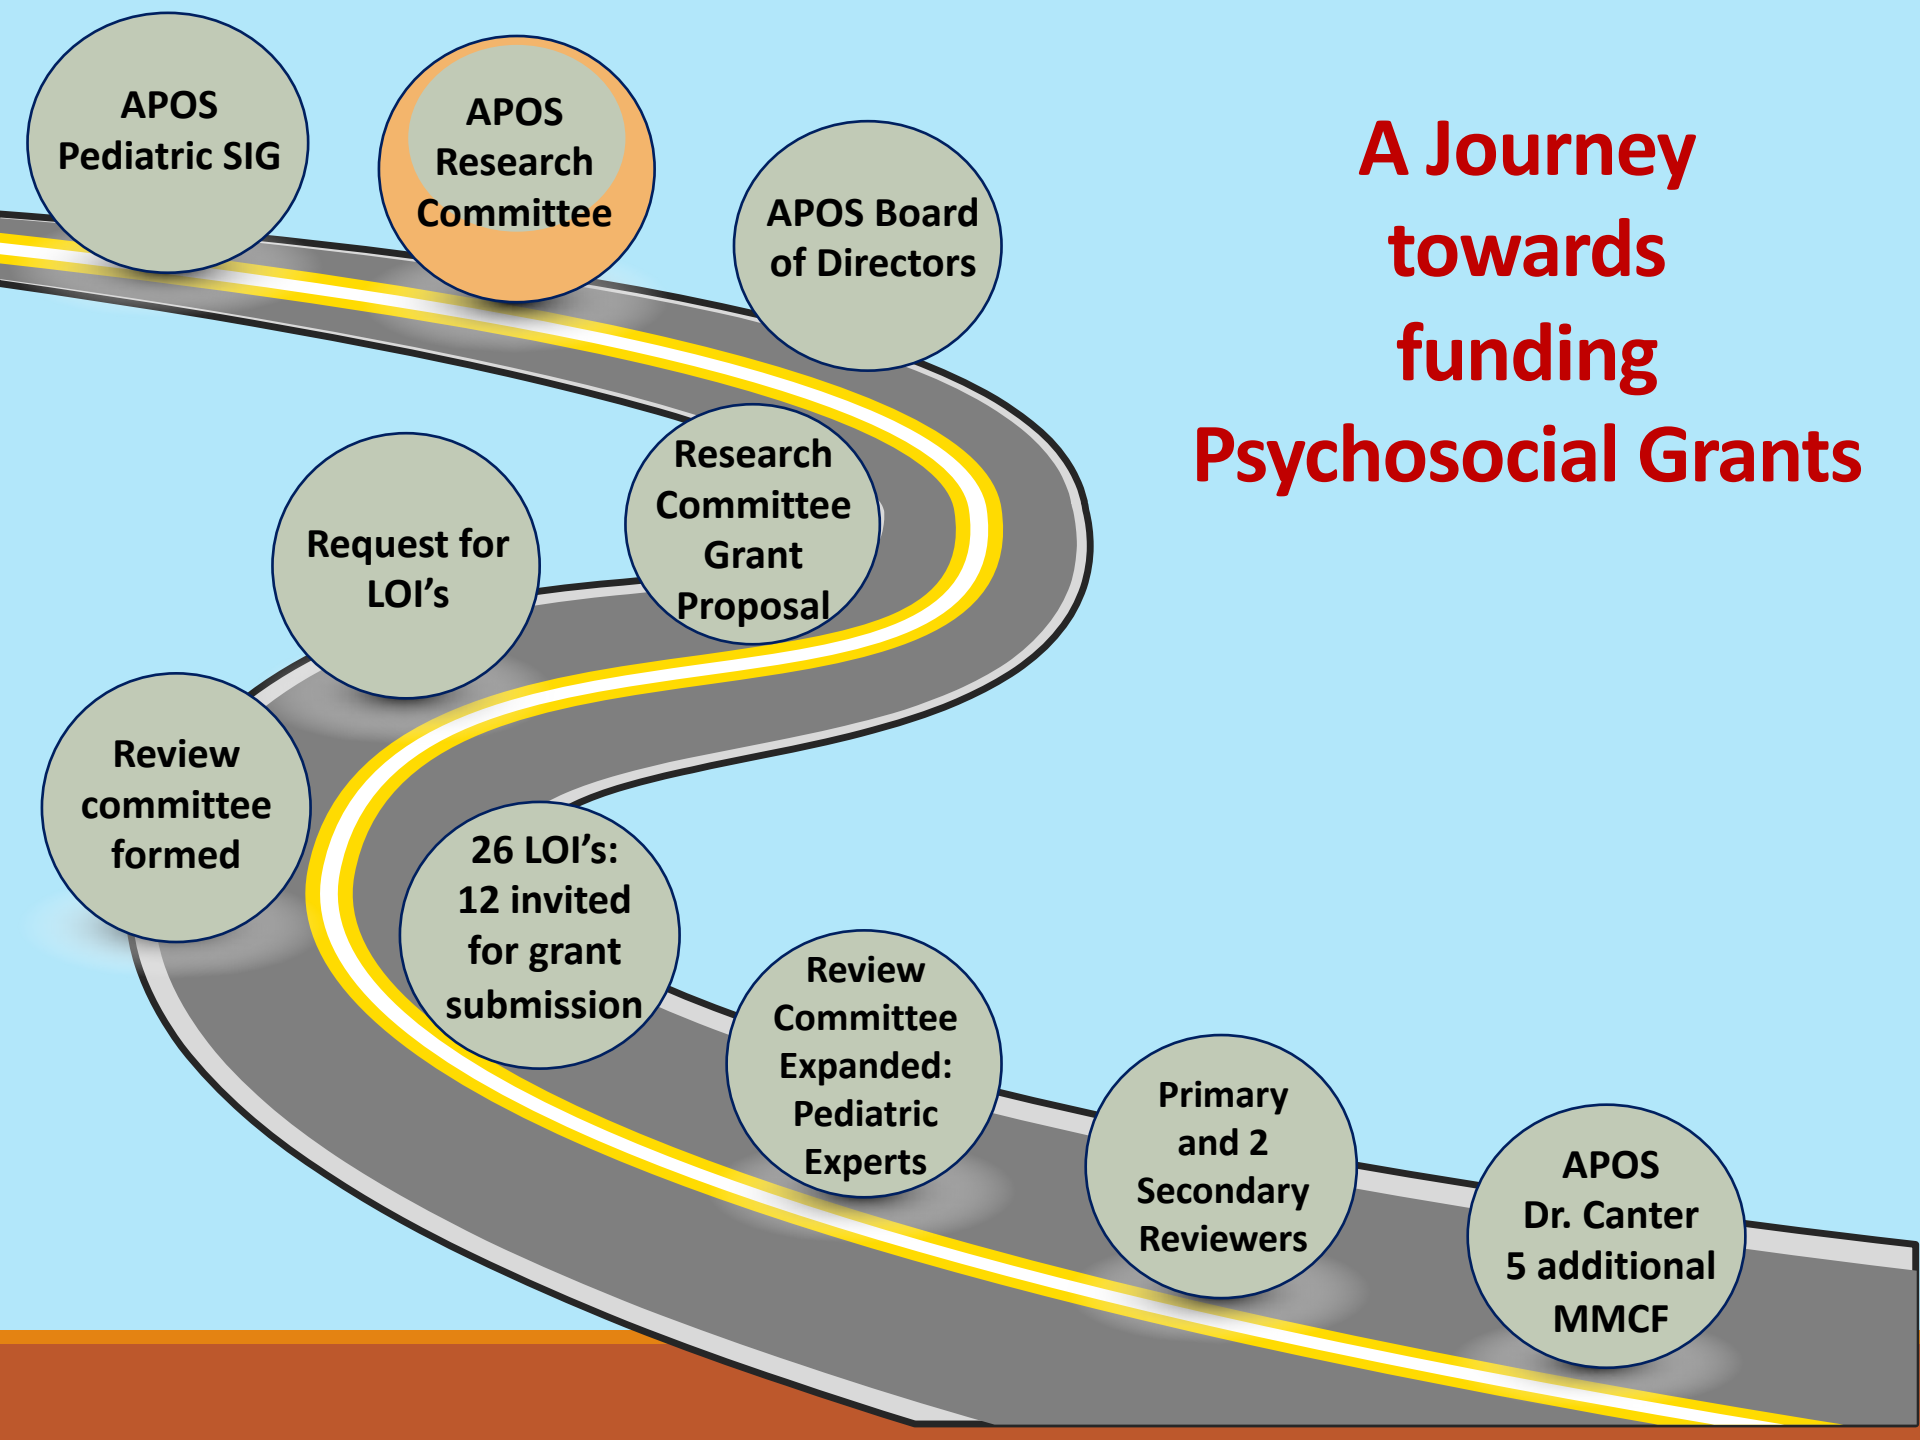 APOS
Pediatric SIG
APOS
Research
Committee
APOS Board
of Directors
A Journey
towards
funding
Psychosocial Grants
Research
Committee
Grant
Proposal
Request for
LOI’s
Review
committee
formed
26 LOI’s:
12 invited
for grant
submission
Review
Committee
Expanded:
Pediatric
Experts
Primary
and 2
Secondary
Reviewers
APOS
Dr. Canter
5 additional
MMCF